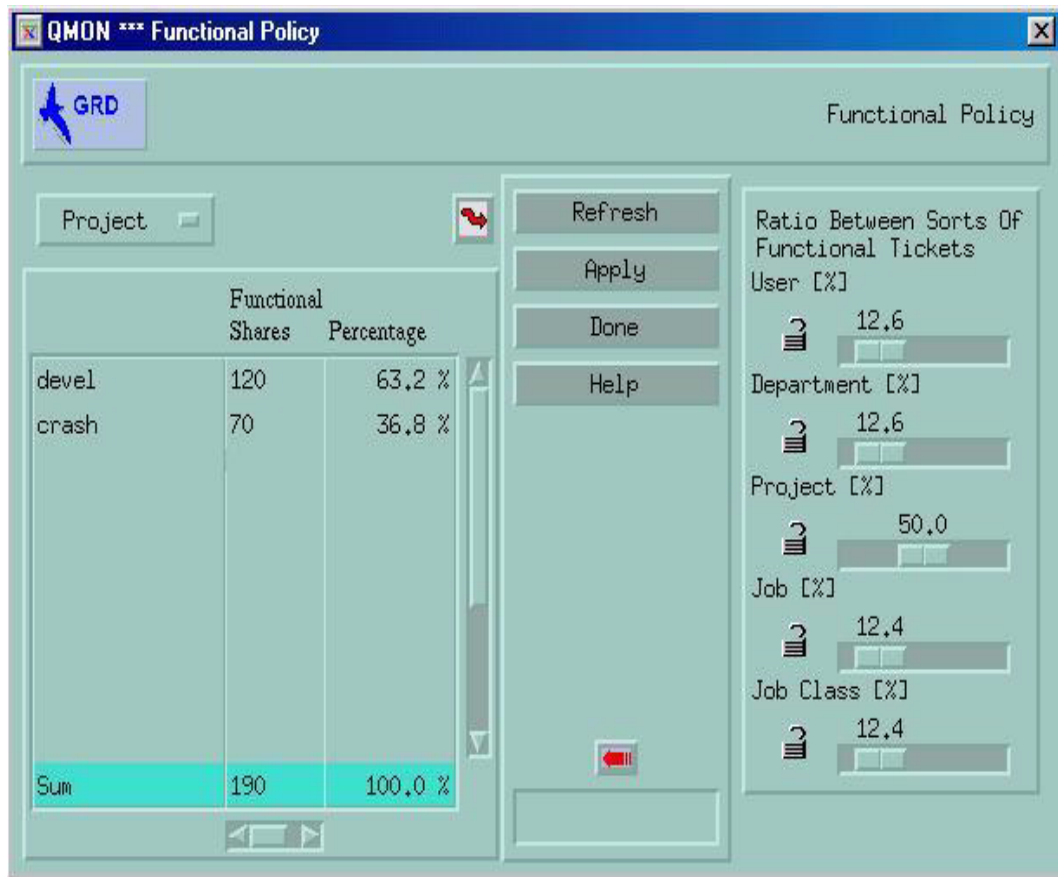 QMON *** Functional Policy
GRD
Functional Policy
Project
Functional
Shares Percentage
devel 120 63.2 %
crash 70 36.8 %
Sum 190 100.0 %
Refresh
Apply
Done
Help
Ratio Between Sorts Of
Functional Tickets
User [%]
12.6
Department [%]
12.6
Project [%]
50.0
Job [%]
12.4
Job Class [%]
12.4